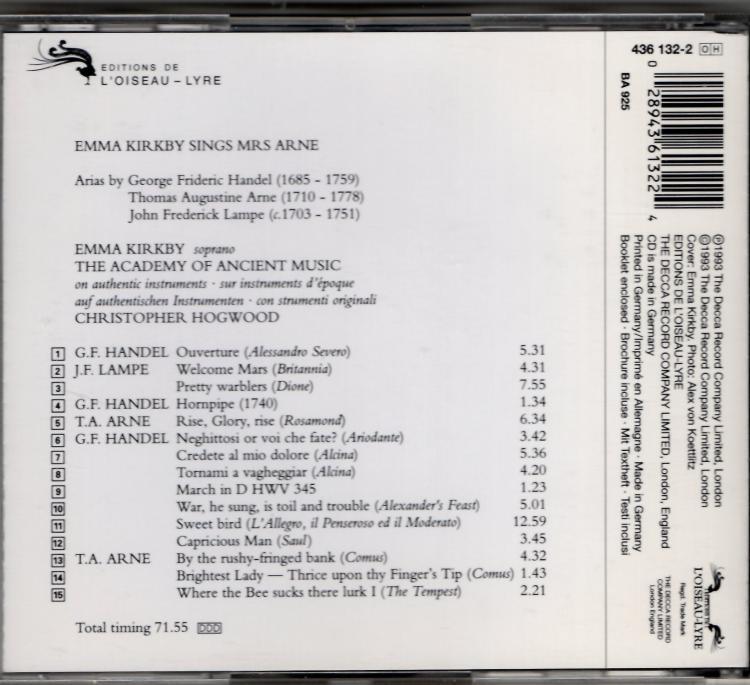 EDITIONS DE
L'OISEAU-LYRE
EMMA KIRKBY SINGS MRS ARNE
Arias by George Frideric Handel (1685 - 1759)
Thomas Augustine Arne (1710 - 1778)
John Frederick Lampe (c.1703 - 1751)
EMMA KIRKBY soprano
THE ACADEMY OF ANCIENT MUSIC
on authentic instruments · sur instruments d'époque
auf authentischen Instrumenten · con strumenti originali
CHRISTOPHER HOGWOOD
1 G.F. HANDEL Ouverture (Alessandro Severo) 5.31
2 J.F. LAMPE Welcome Mars (Britannia) 4.31
3 Pretty warblers (Dione) 7.55
4 G.F. HANDEL Hornpipe (1740) 1.34
5 T.A. ARNE Rise, Glory, rise (Rosamond) 6.34
6 G.F. HANDEL Neghittosi or voi che fate? (Ariodante) 3.42
7 Credete al mio dolore (Alcina) 5.36
8 Tornami a vagheggiar (Alcina) 4.20
9 March in D HWV 345 1.23
10 War, he sung, is toil and trouble (Alexander's Feast) 5.01
11 Sweet bird (L'Allegro, il Penseroso ed il Moderato) 12.59
12 Capricious Man (Saul) 3.45
13 T.A. ARNE By the rushy-fringed bank (Comus) 4.32
14 Brightest Lady — Thrice upon thy Finger's Tip (Comus) 1.43
15 Where the Bee sucks there lurk I (The Tempest) 2.21
Total timing 71.55 DDD
436 132-2 OH
0 28943 61322 4
BA 925
℗1993 The Decca Record Company Limited, London
©1993 The Decca Record Company Limited, London
Cover: Emma Kirkby, Photo: Alex von Koettlitz
EDITIONS DE L'OISEAU-LYRE
THE DECCA RECORD COMPANY LIMITED, London, England
CD is made in Germany
Printed in Germany/Imprimé en Allemagne · Made in Germany
Booklet enclosed · Brochure incluse · Mit Textheft · Testi inclusi
EDITIONS DE
L'OISEAU-LYRE
Regd. Trade Mark
THE DECCA RECORD
COMPANY LIMITED
London England